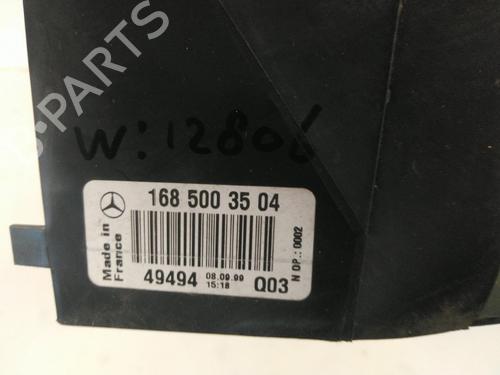 B-PARTS
W:12806
168 500 35 04
Made in
France
49494
08.09.99
15:18
Q03
N OP.: 0002